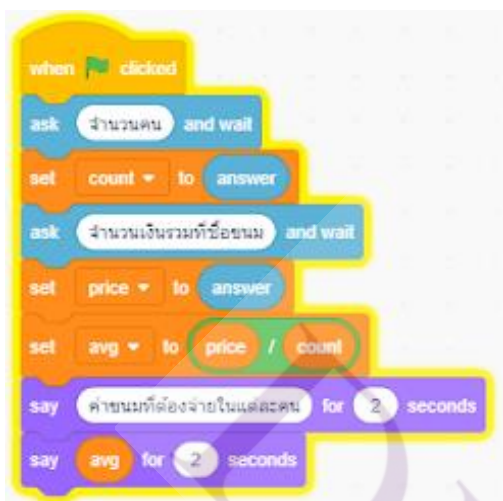 when clicked
ask จำนวนคน and wait
set count to answer
ask จำนวนเงินรวมที่ซื้อขนม and wait
set price to answer
set avg to price / count
say ค่าขนมที่ต้องจ่ายในแต่ละคน for 2 seconds
say avg for 2 seconds